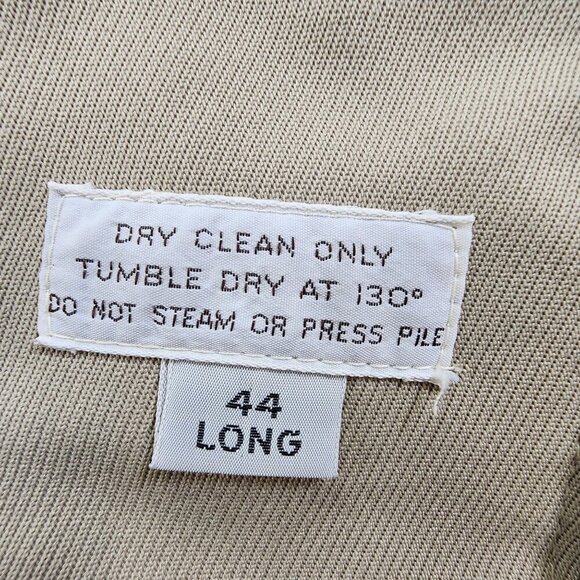 DRY CLEAN ONLY
TUMBLE DRY AT 130°
DO NOT STEAM OR PRESS PILE
44
LONG